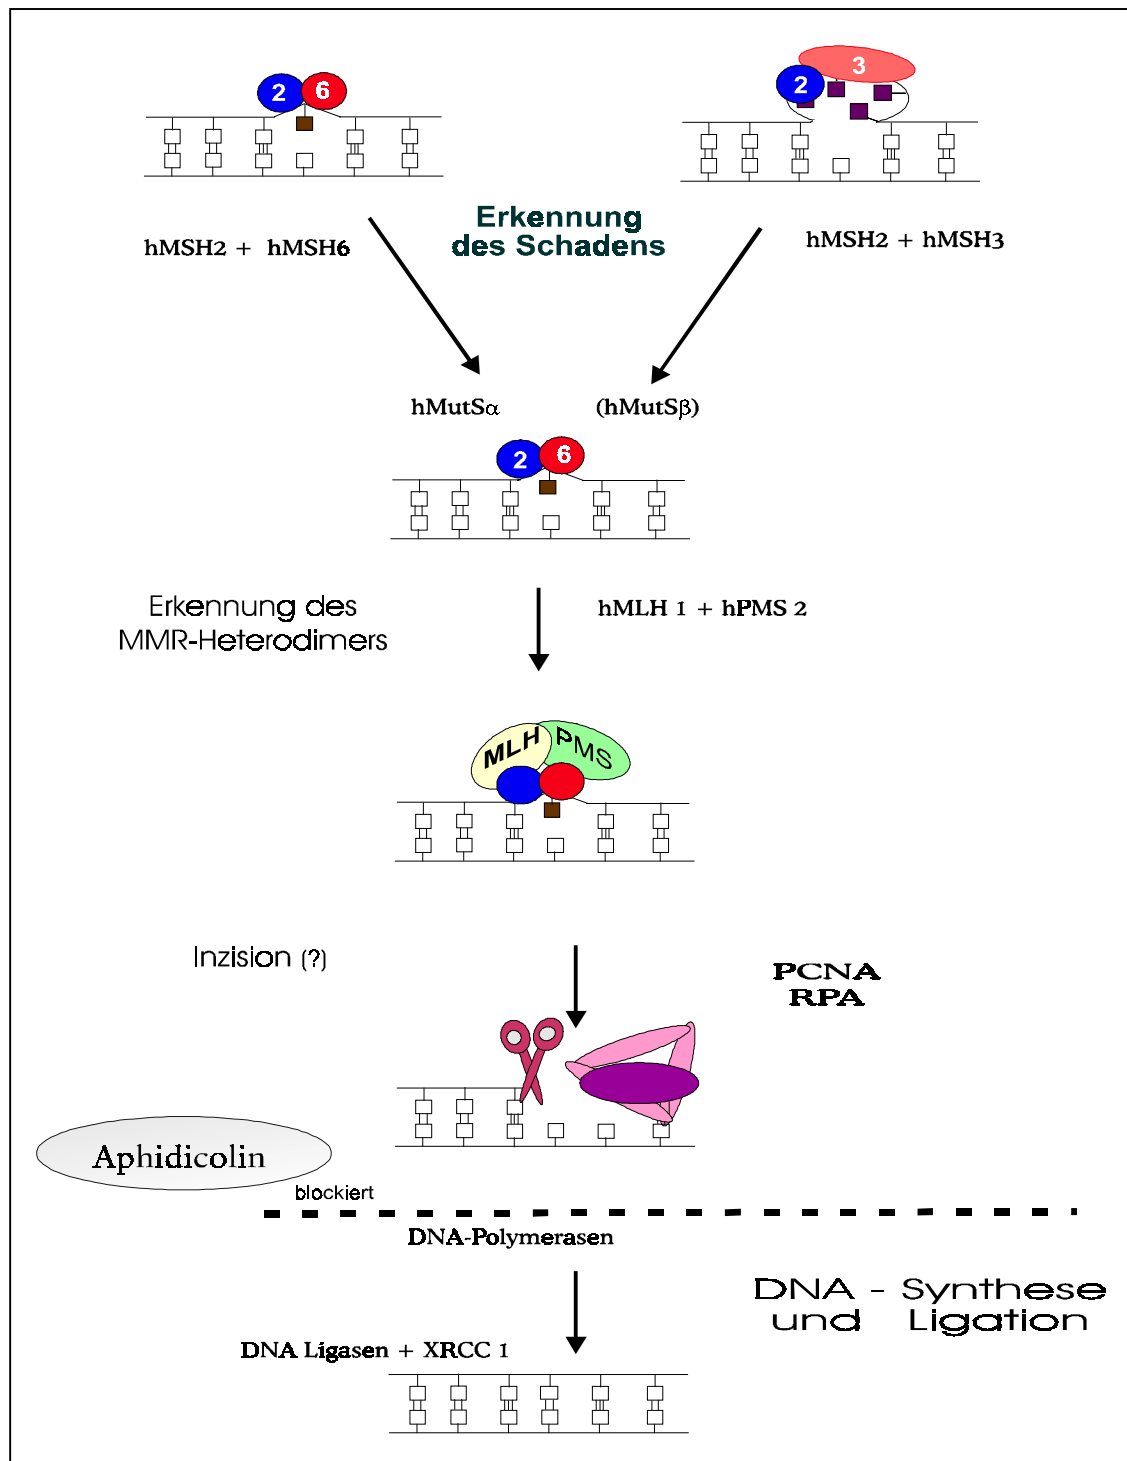 2 6
3
2
hMSH2 + hMSH6
Erkennung
des Schadens
hMSH2 + hMSH3
hMutSα
(hMutSβ)
2 6
Erkennung des
MMR-Heterodimers
hMLH 1 + hPMS 2
MLH PMS
Inzision (?)
PCNA
RPA
Aphidicolin
blockiert
DNA-Polymerasen
DNA - Synthese
und Ligation
DNA Ligasen + XRCC 1